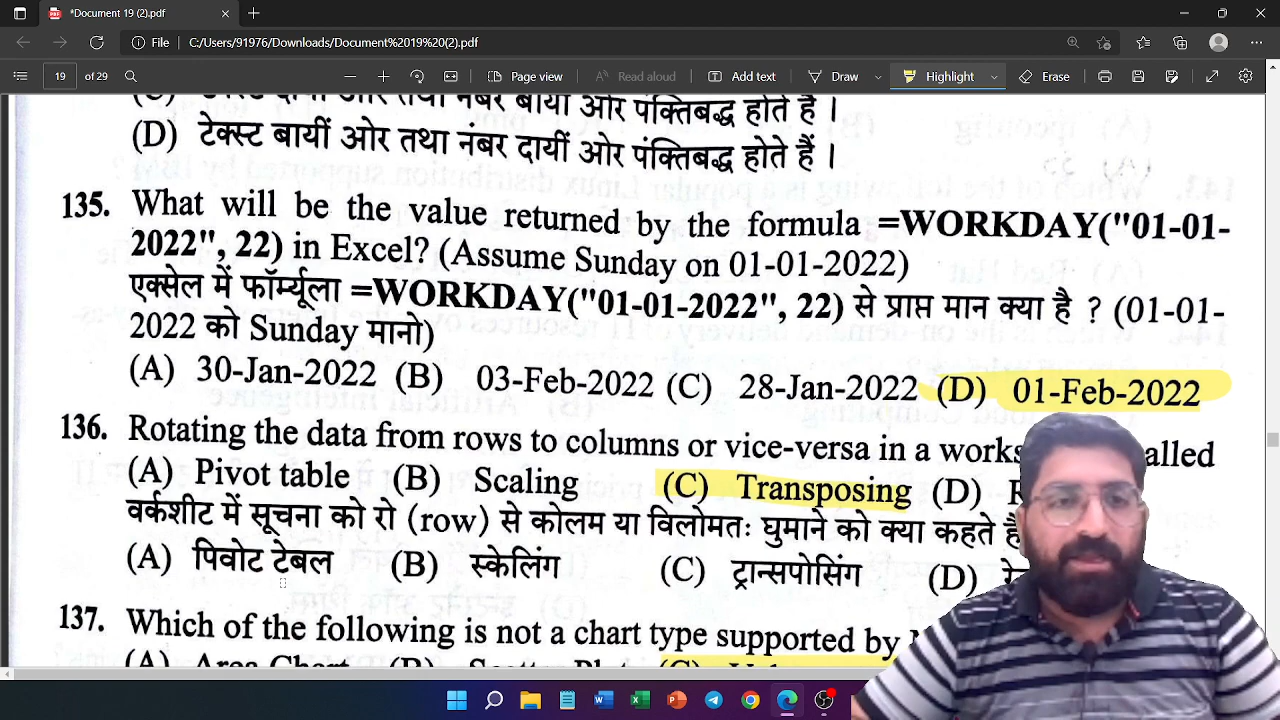 *Document 19 (2).pdf
File C:/Users/91976/Downloads/Document%2019%20(2).pdf
19 of 29 Page view Read aloud Add text Draw Highlight Erase
(D) टेक्स्ट बायीं ओर तथा नंबर दायीं ओर पंक्तिबद्ध होते हैं ।
135. What will be the value returned by the formula =WORKDAY("01-01-
2022", 22) in Excel? (Assume Sunday on 01-01-2022)
एक्सेल में फॉर्म्यूला =WORKDAY("01-01-2022", 22) से प्राप्त मान क्या है ? (01-01-
2022 को Sunday मानो)
(A) 30-Jan-2022 (B) 03-Feb-2022 (C) 28-Jan-2022 (D) 01-Feb-2022
136. Rotating the data from rows to columns or vice-versa in a works alled
(A) Pivot table (B) Scaling (C) Transposing (D)
वर्कशीट में सूचना को रो (row) से कोलम या विलोमतः घुमाने को क्या कहते हैं
(A) पिवोट टेबल (B) स्केलिंग (C) ट्रान्सपोसिंग (D)
137. Which of the following is not a chart type supported by
(A) Area Chart (B) Scatter Plot (C)